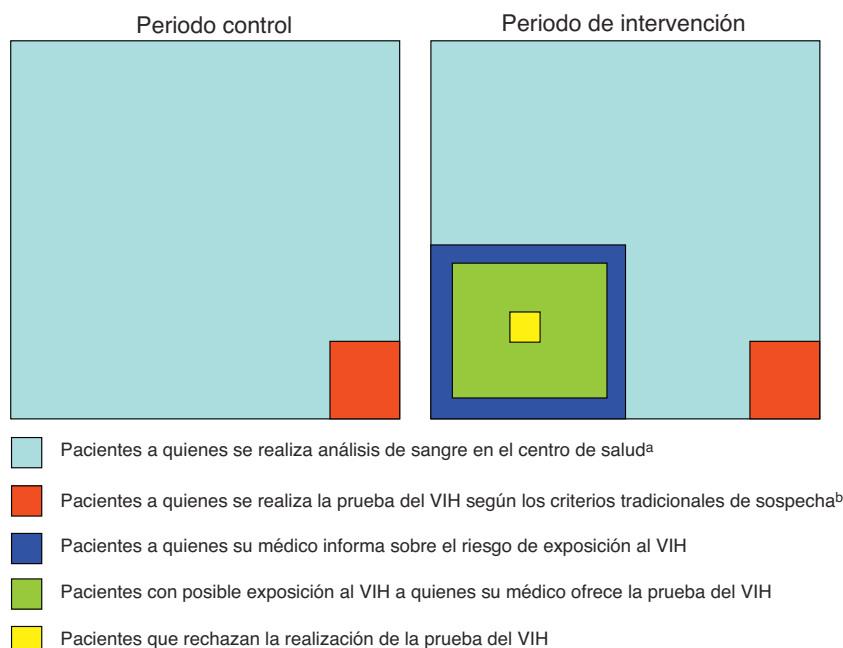 Periodo control
Periodo de intervención
Pacientes a quienes se realiza análisis de sangre en el centro de saludᵃ
Pacientes a quienes se realiza la prueba del VIH según los criterios tradicionales de sospechaᵇ
Pacientes a quienes su médico informa sobre el riesgo de exposición al VIH
Pacientes con posible exposición al VIH a quienes su médico ofrece la prueba del VIH
Pacientes que rechazan la realización de la prueba del VIH